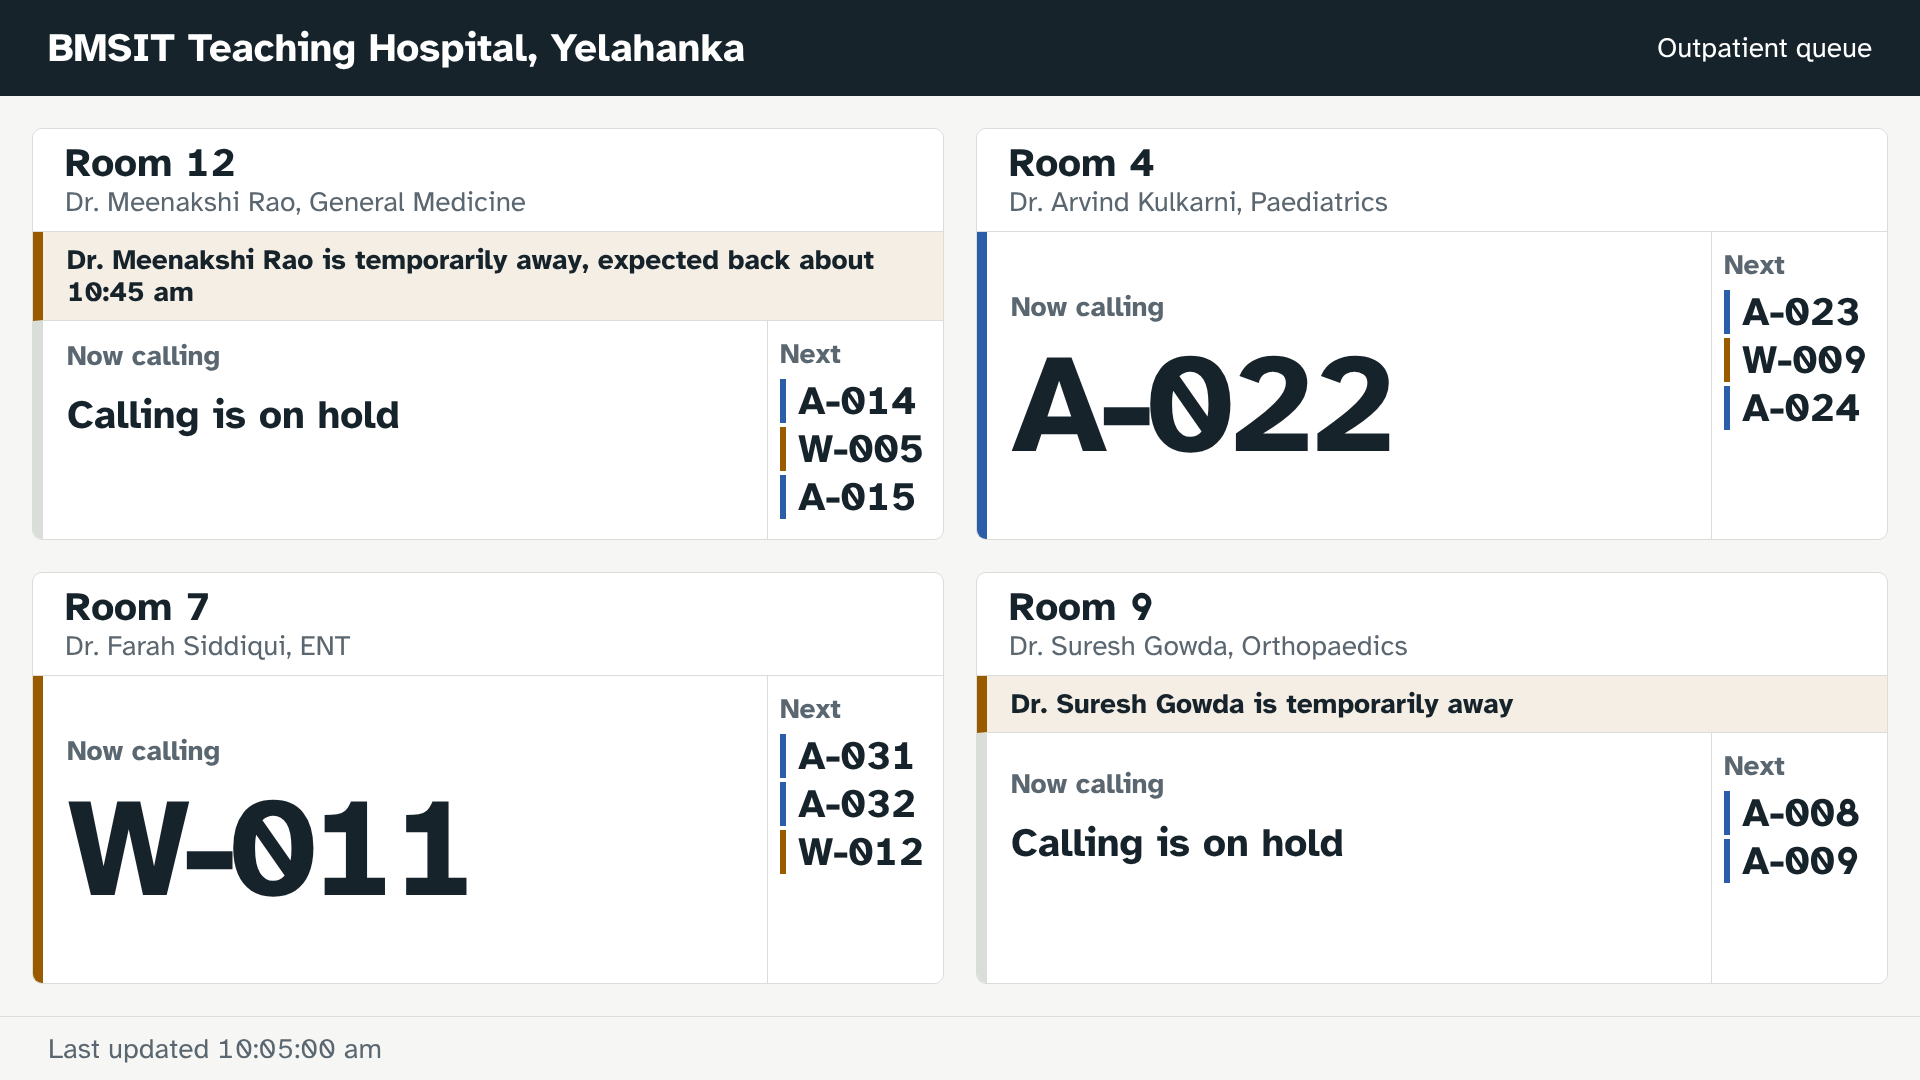 BMSIT Teaching Hospital, Yelahanka
Outpatient queue
Room 12
Dr. Meenakshi Rao, General Medicine
Dr. Meenakshi Rao is temporarily away, expected back about
10:45 am
Now calling
Calling is on hold
Next
A-014
W-005
A-015
Room 4
Dr. Arvind Kulkarni, Paediatrics
Now calling
A-022
Next
A-023
W-009
A-024
Room 7
Dr. Farah Siddiqui, ENT
Now calling
W-011
Next
A-031
A-032
W-012
Room 9
Dr. Suresh Gowda, Orthopaedics
Dr. Suresh Gowda is temporarily away
Now calling
Calling is on hold
Next
A-008
A-009
Last updated 10:05:00 am